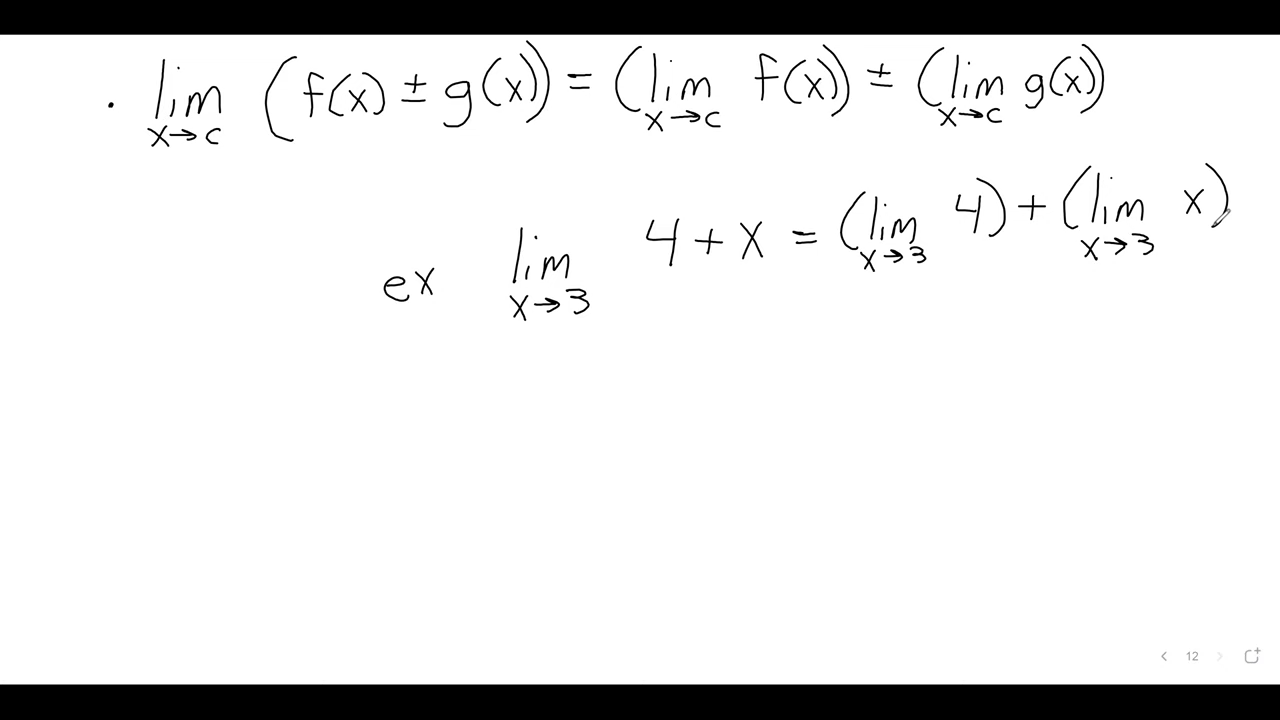 · lim x→c (f(x) ± g(x)) = (lim x→c f(x)) ± (lim x→c g(x))
ex lim x→3 4 + x = (lim x→3 4) + (lim x→3 x)
12